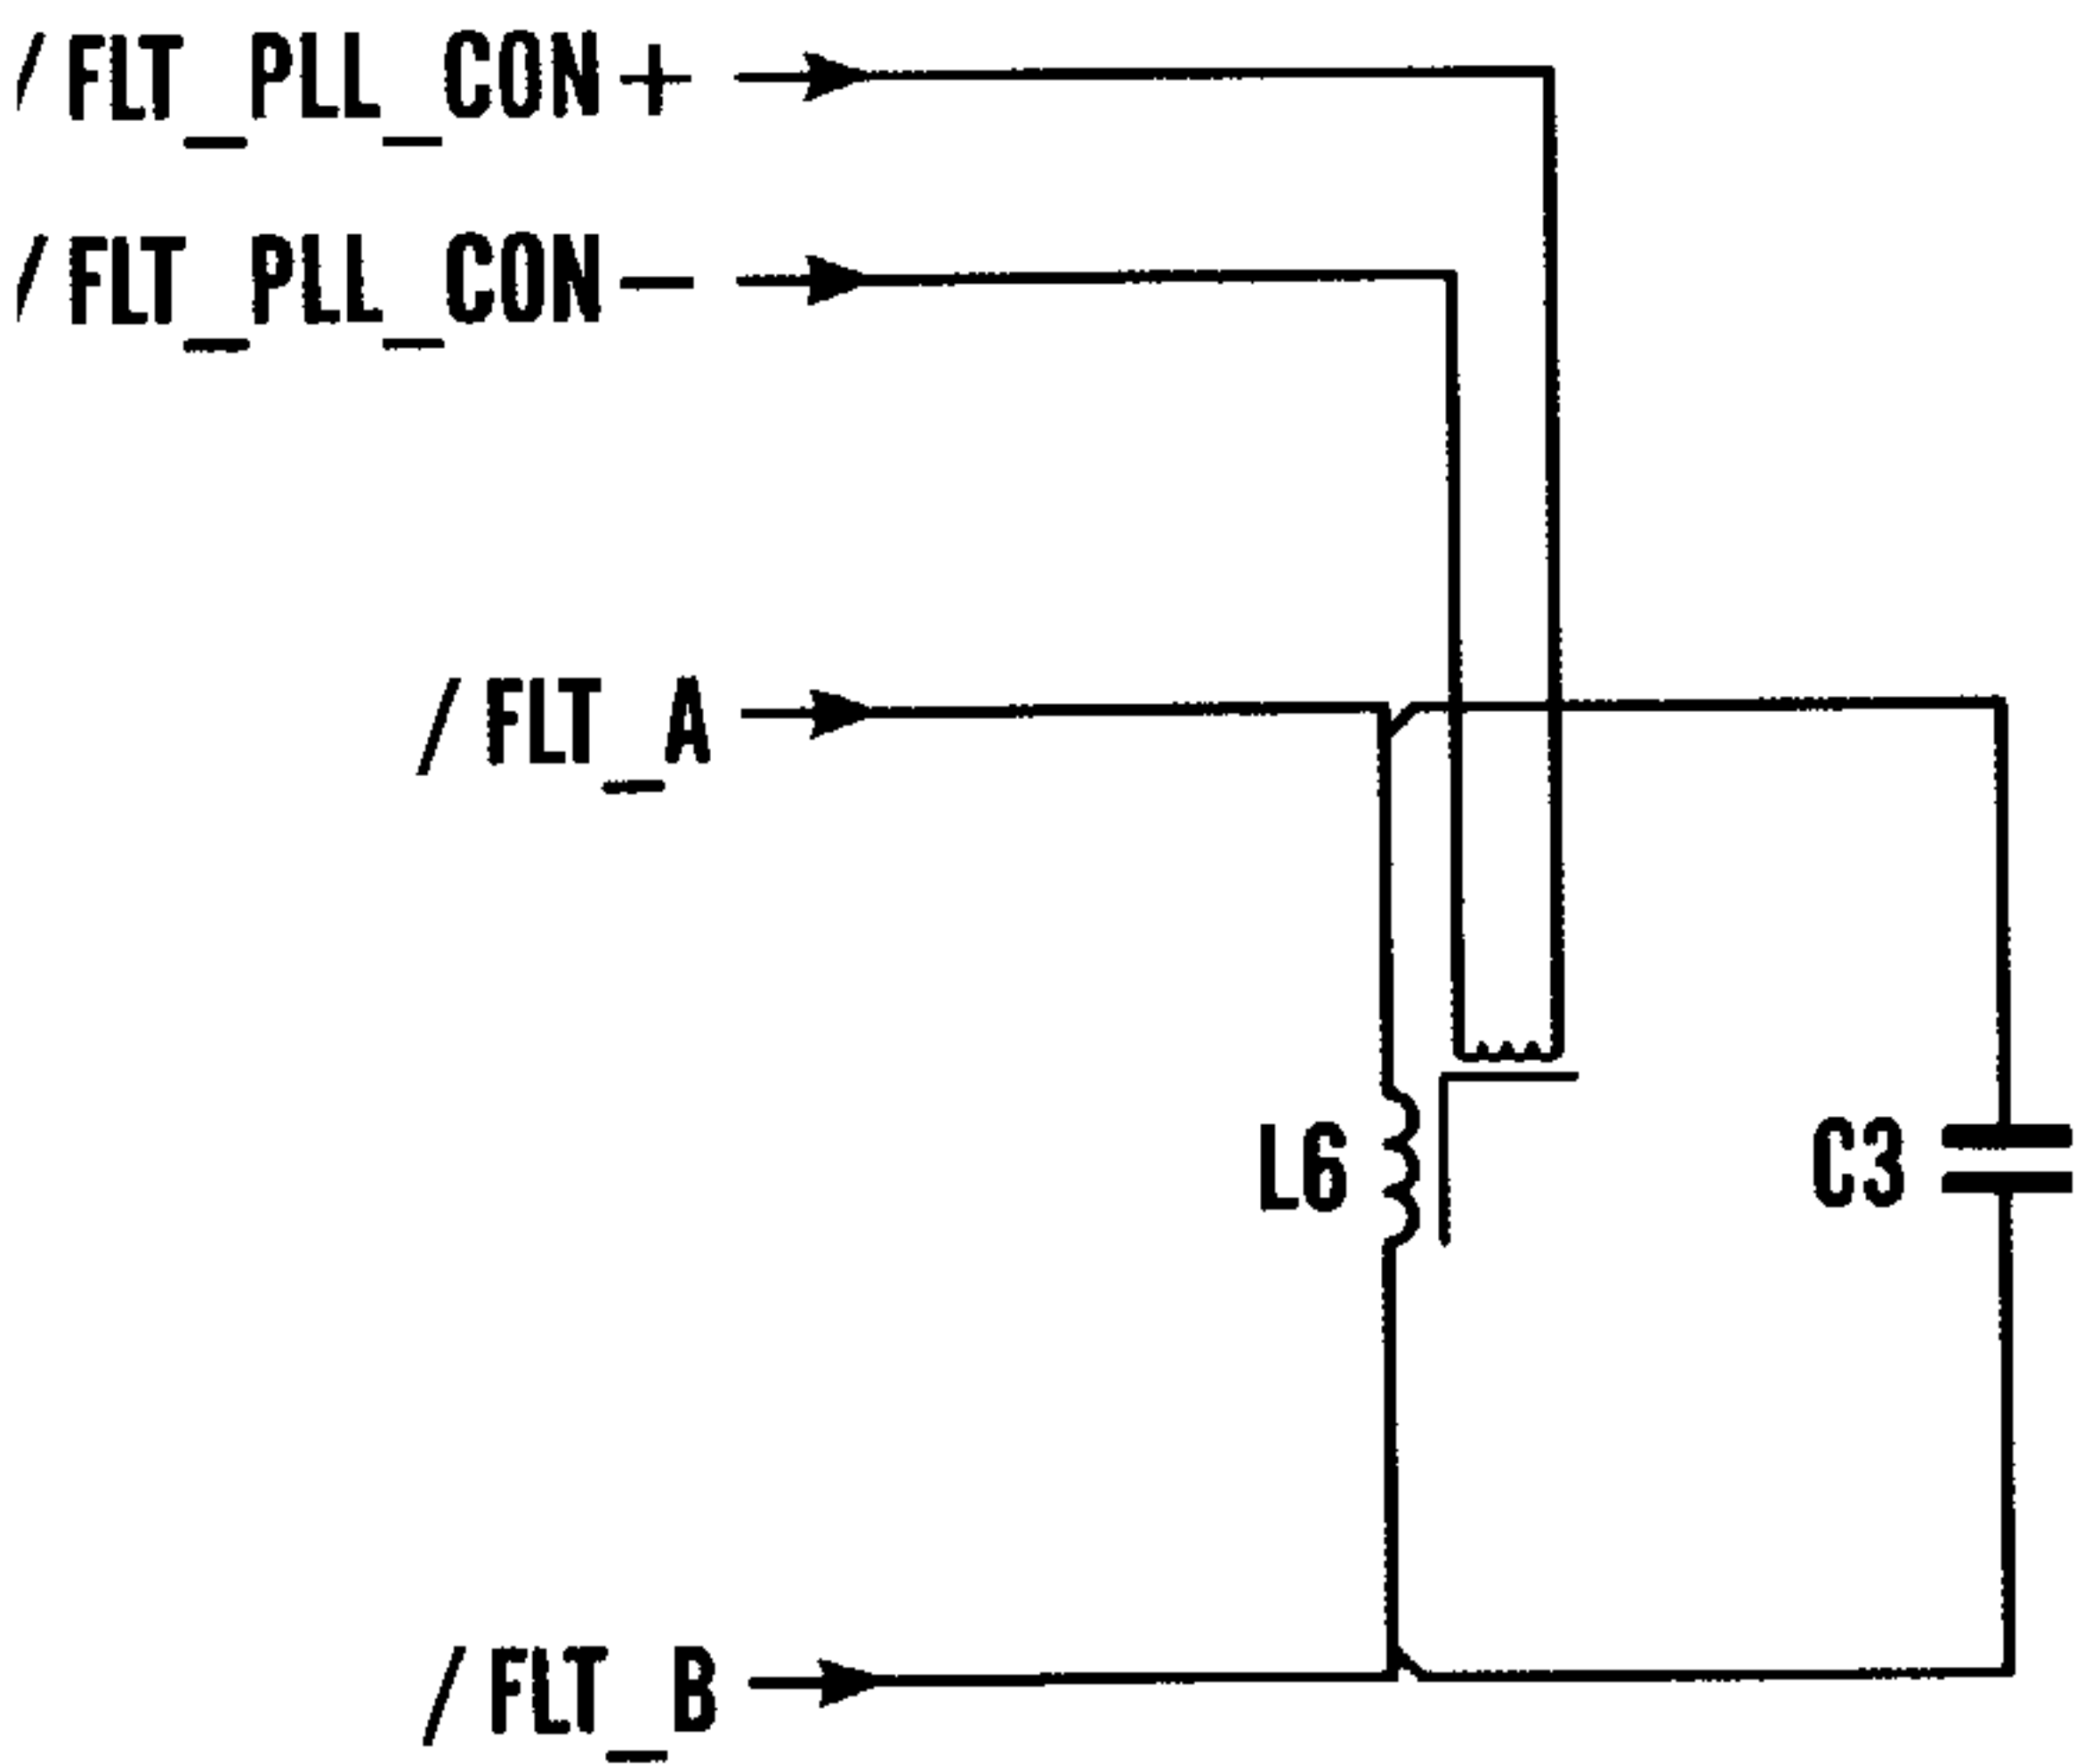 /FLT_PLL_CON+
/FLT_PLL_CON-
/FLT_A
L6
C3
/FLT_B